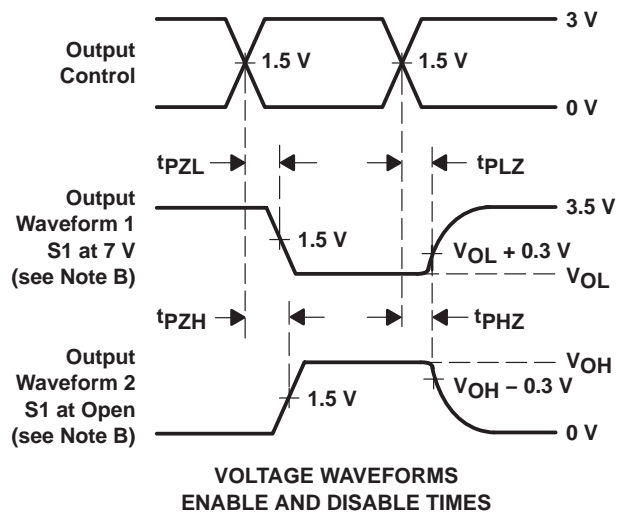 3 V
Output
Control
1.5 V
1.5 V
0 V
tPZL
tPLZ
Output
Waveform 1
S1 at 7 V
(see Note B)
3.5 V
1.5 V
VOL + 0.3 V
VOL
tPZH
tPHZ
Output
Waveform 2
S1 at Open
(see Note B)
VOH
VOH – 0.3 V
1.5 V
0 V
VOLTAGE WAVEFORMS
ENABLE AND DISABLE TIMES